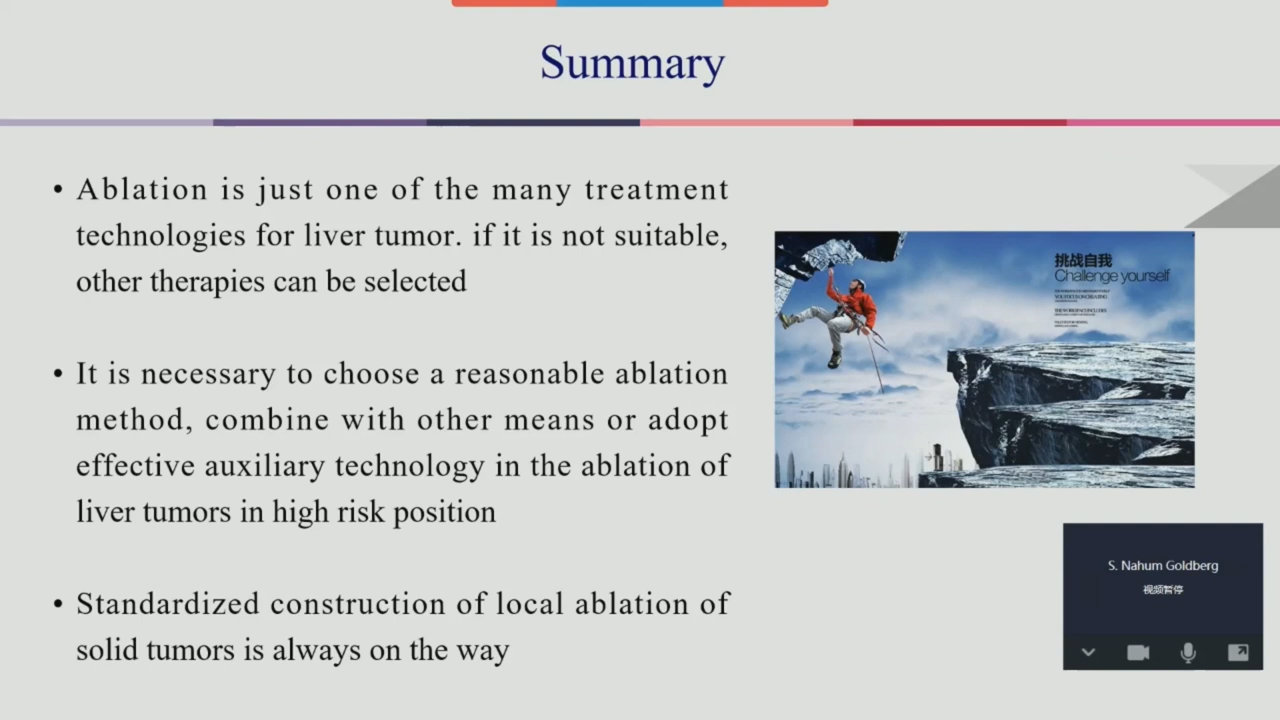 Summary
• Ablation is just one of the many treatment
technologies for liver tumor. if it is not suitable,
other therapies can be selected
• It is necessary to choose a reasonable ablation
method, combine with other means or adopt
effective auxiliary technology in the ablation of
liver tumors in high risk position
• Standardized construction of local ablation of
solid tumors is always on the way
挑战自我
Challenge yourself
S. Nahum Goldberg
视频暂停